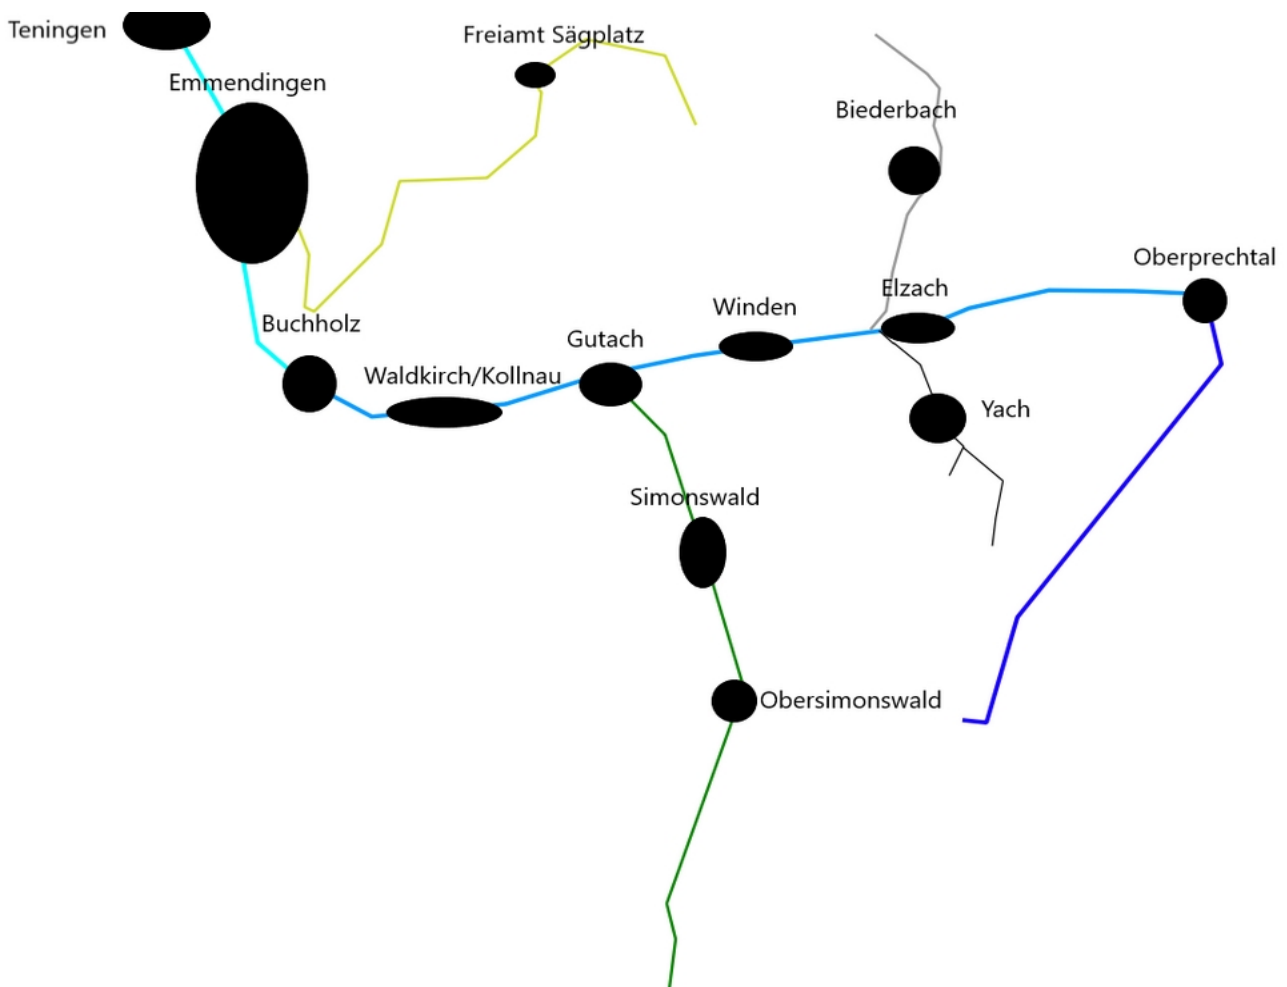 Teningen
Freiamt Sägplatz
Emmendingen
Biederbach
Oberprechtal
Elzach
Winden
Buchholz
Gutach
Waldkirch/Kollnau
Yach
Simonswald
Obersimonswald